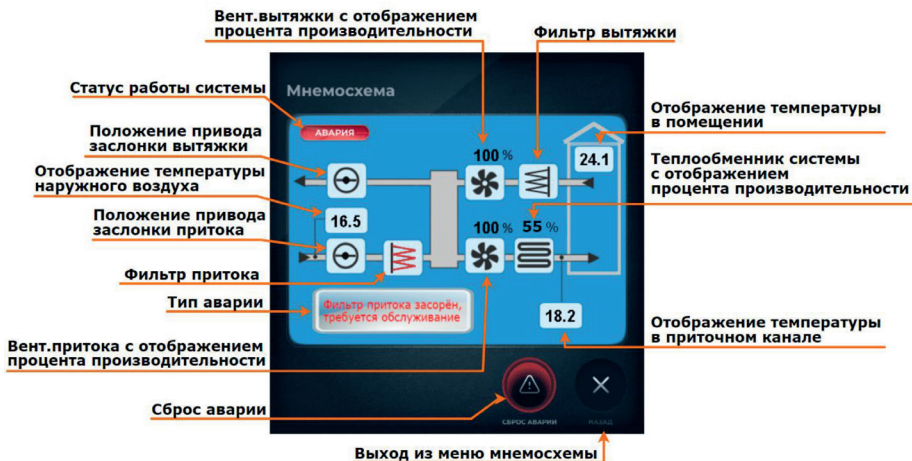 Вент.вытяжки с отображением
процента производительности
Фильтр вытяжки
Мнемосхема
Статус работы системы
АВАРИЯ
Отображение температуры
в помещении
Положение привода
заслонки вытяжки
100 %
24.1
Теплообменник системы
с отображением
процента производительности
Отображение температуры
наружного воздуха
16.5
Положение привода
заслонки притока
100 %
55 %
Фильтр притока
Тип аварии
Фильтр притока засорён,
требуется обслуживание
18.2
Отображение температуры
в приточном канале
Вент.притока с отображением
процента производительности
Сброс аварии
СБРОС АВАРИИ
НАЗАД
Выход из меню мнемосхемы